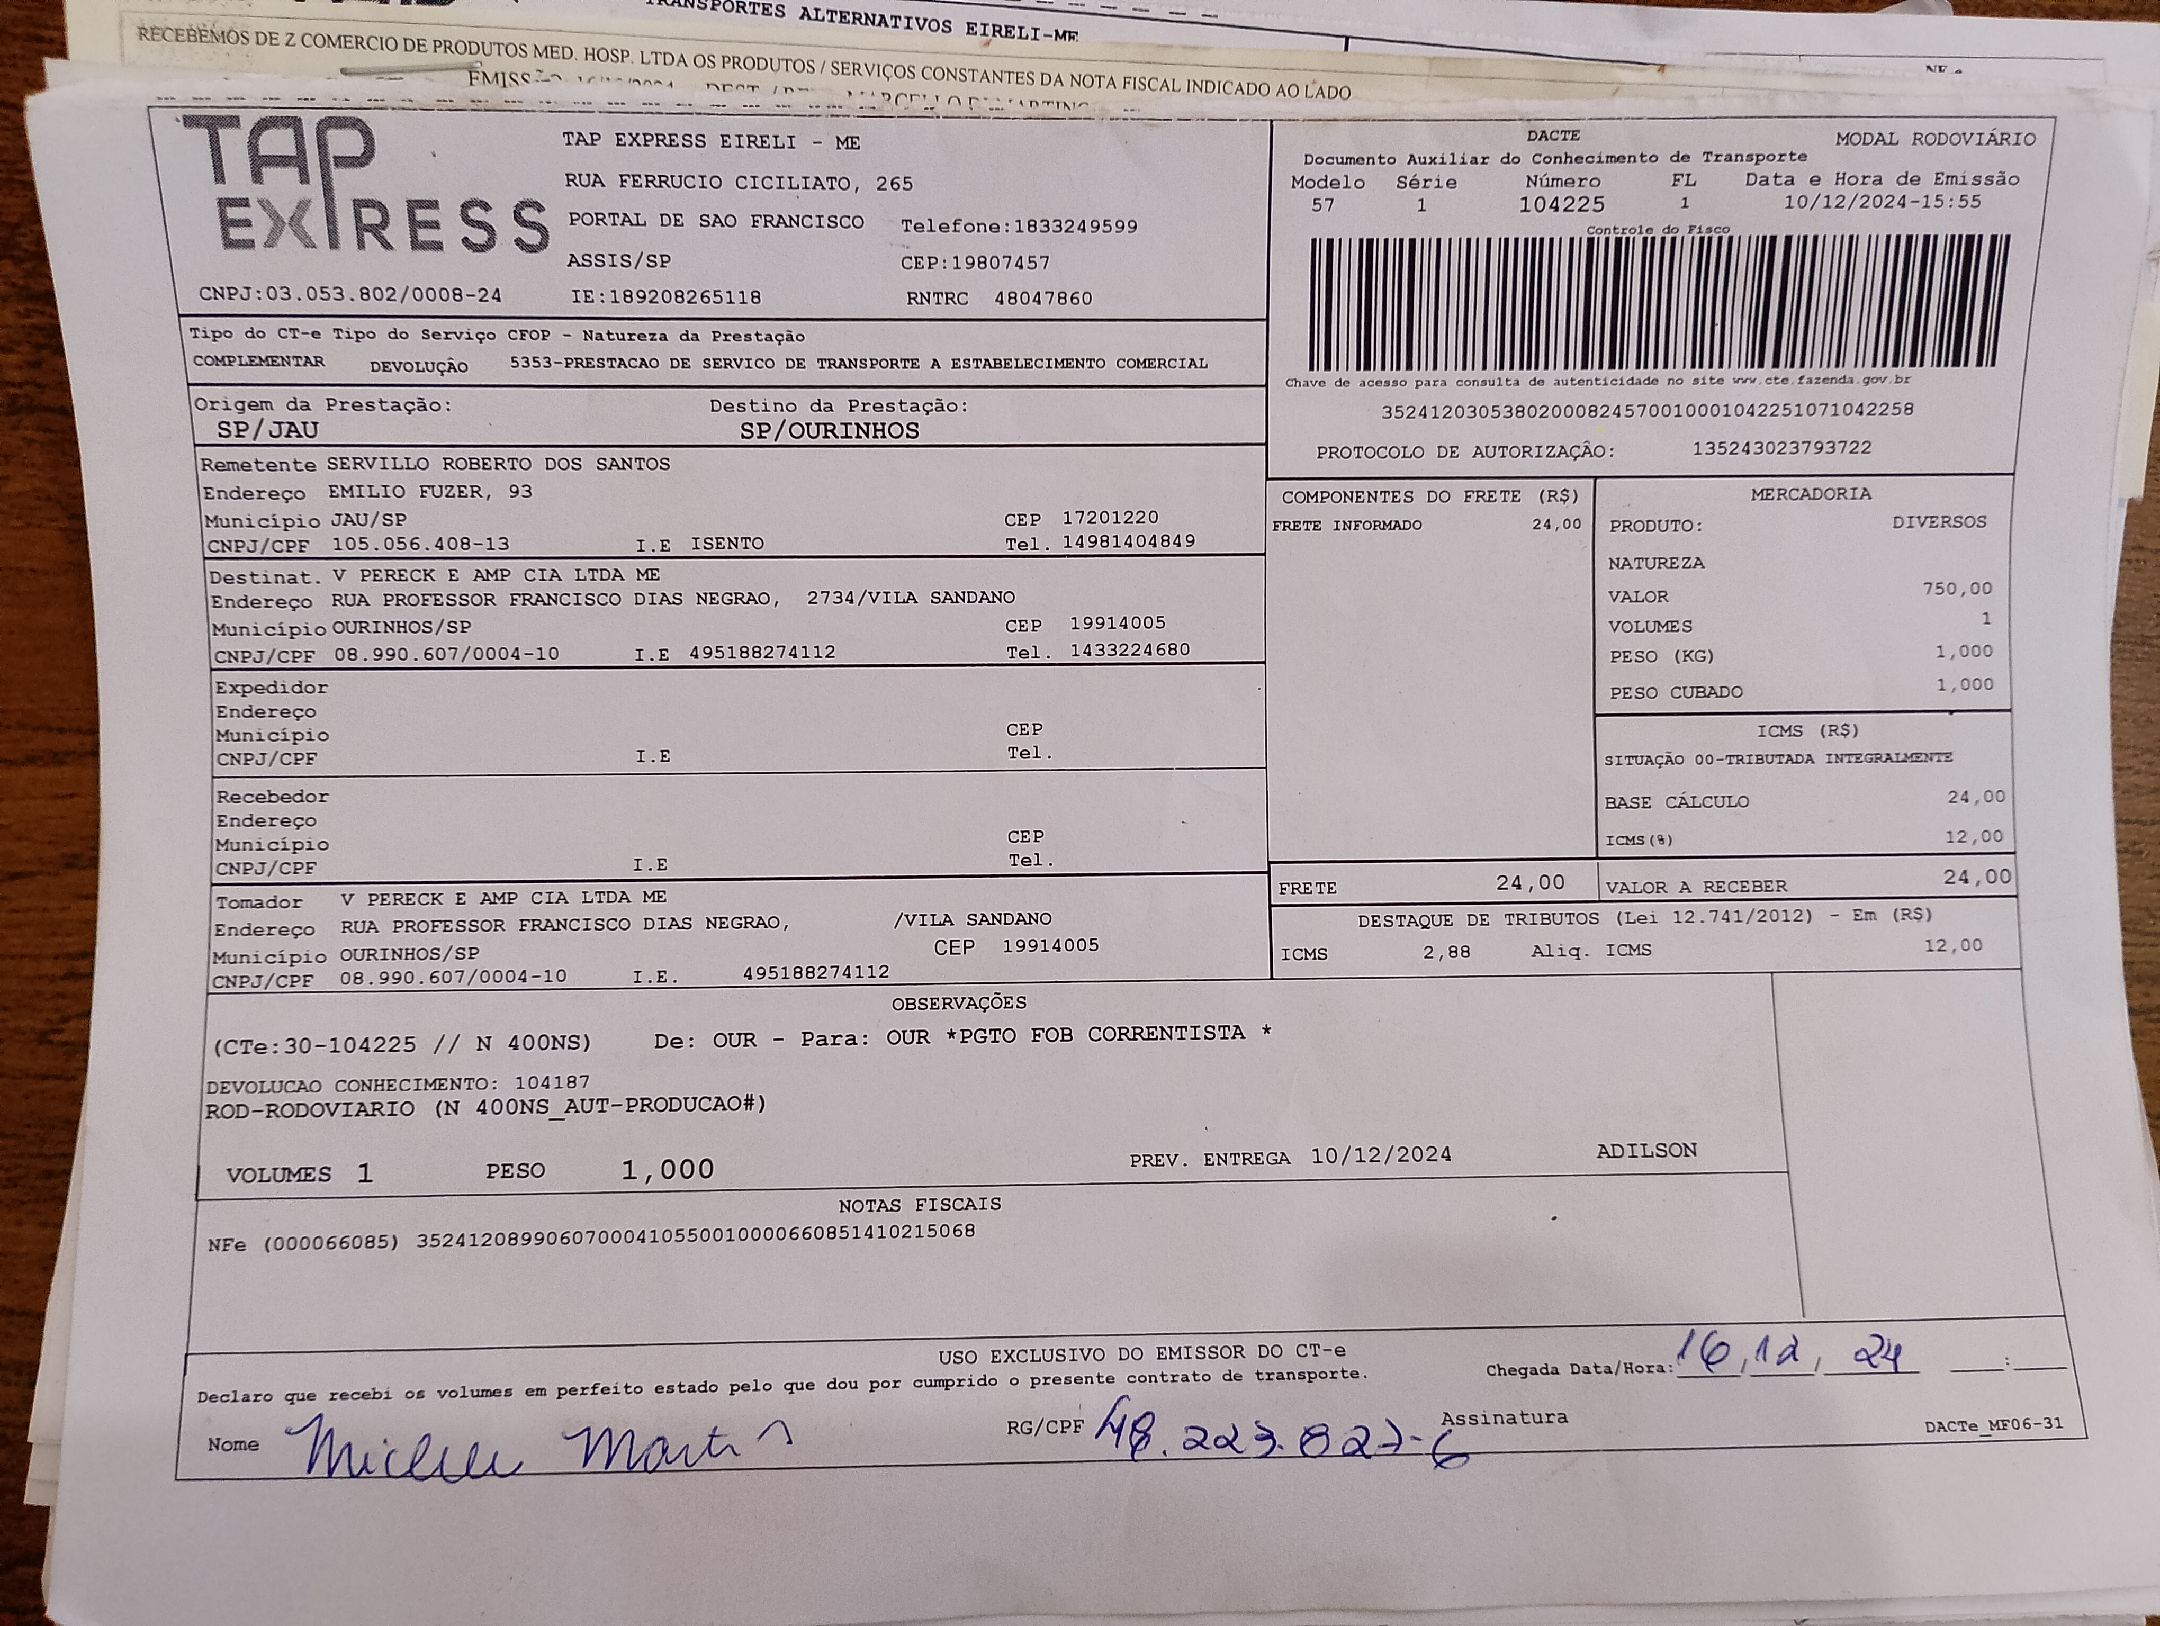 TRANSPORTES ALTERNATIVOS EIRELI-ME
RECEBEMOS DE Z COMERCIO DE PRODUTOS MED. HOSP. LTDA OS PRODUTOS / SERVIÇOS CONSTANTES DA NOTA FISCAL INDICADO AO LADO
TAP EXPRESS
TAP EXPRESS EIRELI - ME
RUA FERRUCIO CICILIATO, 265
PORTAL DE SAO FRANCISCO Telefone:1833249599
ASSIS/SP CEP:19807457
CNPJ:03.053.802/0008-24 IE:189208265118 RNTRC 48047860
DACTE MODAL RODOVIÁRIO
Documento Auxiliar do Conhecimento de Transporte
Modelo Série Número FL Data e Hora de Emissão
57 1 104225 1 10/12/2024-15:55
Controle do Fisco
Chave de acesso para consulta de autenticidade no site www.cte.fazenda.gov.br
35241203053802000824570010001042251071042258
PROTOCOLO DE AUTORIZAÇÂO: 135243023793722
Tipo do CT-e Tipo do Serviço CFOP - Natureza da Prestação
COMPLEMENTAR DEVOLUÇÂO 5353-PRESTACAO DE SERVICO DE TRANSPORTE A ESTABELECIMENTO COMERCIAL
Origem da Prestação: Destino da Prestação:
SP/JAU SP/OURINHOS
Remetente SERVILLO ROBERTO DOS SANTOS
Endereço EMILIO FUZER, 93
Município JAU/SP CEP 17201220
CNPJ/CPF 105.056.408-13 I.E ISENTO Tel. 14981404849
Destinat. V PERECK E AMP CIA LTDA ME
Endereço RUA PROFESSOR FRANCISCO DIAS NEGRAO, 2734/VILA SANDANO
Município OURINHOS/SP CEP 19914005
CNPJ/CPF 08.990.607/0004-10 I.E 495188274112 Tel. 1433224680
Expedidor
Endereço
Município CEP
CNPJ/CPF I.E Tel.
Recebedor
Endereço
Município CEP
CNPJ/CPF I.E Tel.
Tomador V PERECK E AMP CIA LTDA ME
Endereço RUA PROFESSOR FRANCISCO DIAS NEGRAO, /VILA SANDANO
Município OURINHOS/SP CEP 19914005
CNPJ/CPF 08.990.607/0004-10 I.E. 495188274112
COMPONENTES DO FRETE (R$)
FRETE INFORMADO 24,00
MERCADORIA
PRODUTO: DIVERSOS
NATUREZA
VALOR 750,00
VOLUMES 1
PESO (KG) 1,000
PESO CUBADO 1,000
ICMS (R$)
SITUAÇÃO 00-TRIBUTADA INTEGRALMENTE
BASE CÁLCULO 24,00
ICMS(%) 12,00
FRETE 24,00 VALOR A RECEBER 24,00
DESTAQUE DE TRIBUTOS (Lei 12.741/2012) - Em (R$)
ICMS 2,88 Aliq. ICMS 12,00
OBSERVAÇÕES
(CTe:30-104225 // N 400NS) De: OUR - Para: OUR *PGTO FOB CORRENTISTA *
DEVOLUCAO CONHECIMENTO: 104187
ROD-RODOVIARIO (N 400NS_AUT-PRODUCAO#)
VOLUMES 1 PESO 1,000 PREV. ENTREGA 10/12/2024 ADILSON
NOTAS FISCAIS
NFe (000066085) 35241208990607000410550010000660851410215068
USO EXCLUSIVO DO EMISSOR DO CT-e
Declaro que recebi os volumes em perfeito estado pelo que dou por cumprido o presente contrato de transporte.
Chegada Data/Hora: 16,12, 24 :
Nome RG/CPF 48.223.827-6 Assinatura DACTe_MF06-31